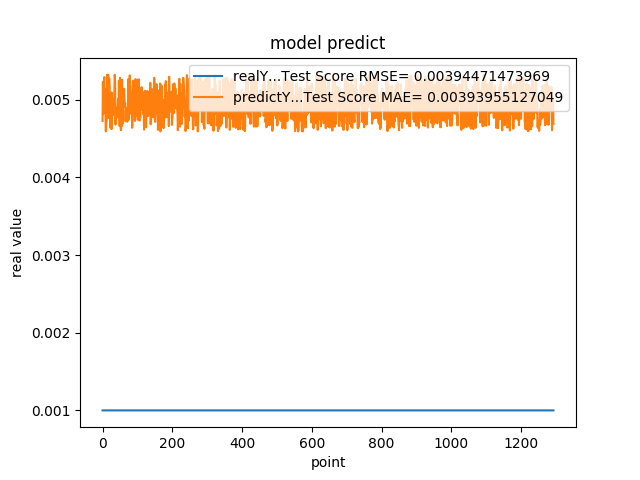 model predict
realY...Test Score RMSE= 0.00394471473969
predictY...Test Score MAE= 0.00393955127049
0.005
0.004
0.003
0.002
0.001
real value
0 200 400 600 800 1000 1200
point